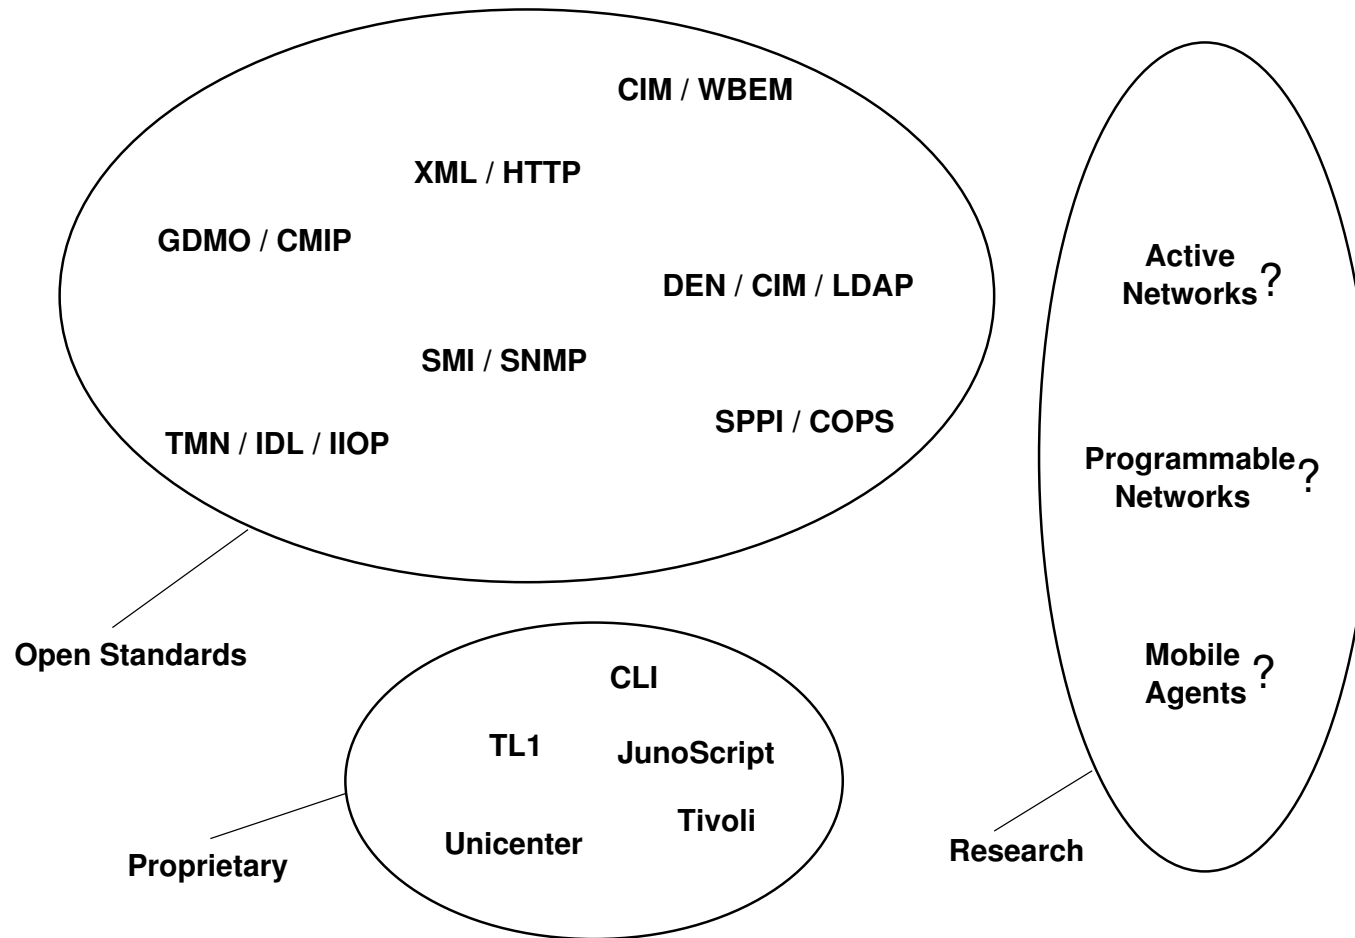 CIM / WBEM
XML / HTTP
GDMO / CMIP
DEN / CIM / LDAP
SMI / SNMP
SPPI / COPS
TMN / IDL / IIOP
Open Standards
CLI
TL1
JunoScript
Tivoli
Unicenter
Proprietary
Active
Networks ?
Programmable ?
Networks
Mobile
Agents ?
Research